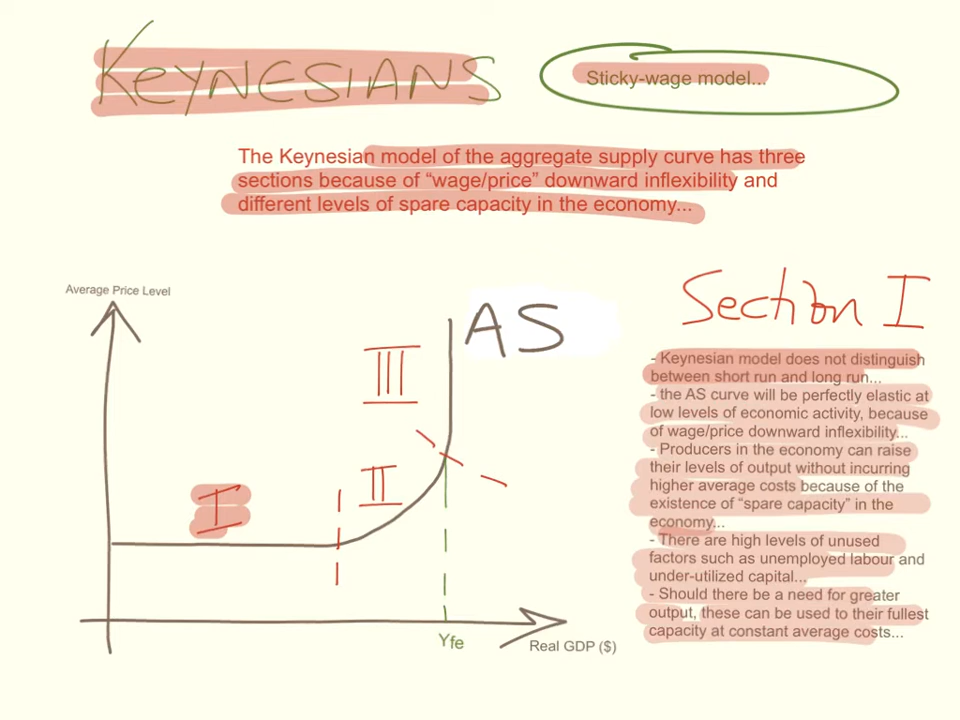 KEYNESIANS
Sticky-wage model...
The Keynesian model of the aggregate supply curve has three
sections because of “wage/price” downward inflexibility and
different levels of spare capacity in the economy...
Average Price Level
AS
III
II
I
Yfe
Real GDP ($)
Section I
- Keynesian model does not distinguish
between short run and long run...
- the AS curve will be perfectly elastic at
low levels of economic activity, because
of wage/price downward inflexibility...
- Producers in the economy can raise
their levels of output without incurring
higher average costs because of the
existence of “spare capacity” in the
economy...
- There are high levels of unused
factors such as unemployed labour and
under-utilized capital...
- Should there be a need for greater
output, these can be used to their fullest
capacity at constant average costs...